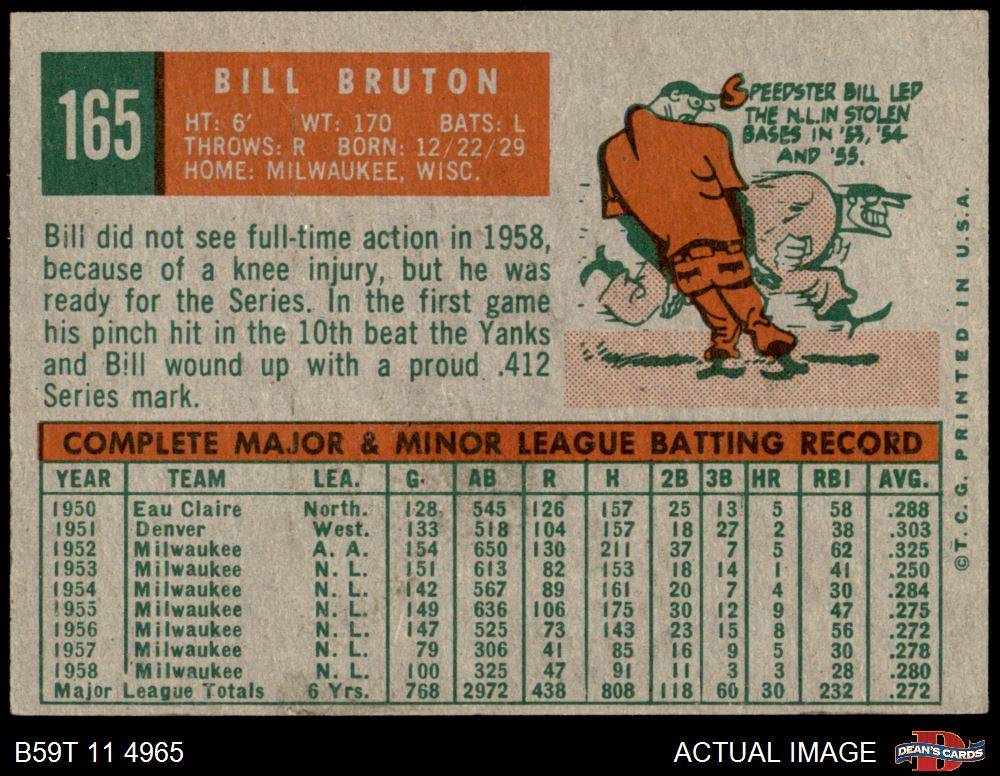 165
BILL BRUTON
HT: 6' WT: 170 BATS: L
THROWS: R BORN: 12/22/29
HOME: MILWAUKEE, WISC.
SPEEDSTER BILL LED
THE N.L. IN STOLEN
BASES IN '53, '54
AND '55.
Bill did not see full-time action in 1958,
because of a knee injury, but he was
ready for the Series. In the first game
his pinch hit in the 10th beat the Yanks
and Bill wound up with a proud .412
Series mark.
COMPLETE MAJOR & MINOR LEAGUE BATTING RECORD
YEAR TEAM LEA. G AB R H 2B 3B HR RBI AVG.
1950 Eau Claire North. 128 545 126 157 25 13 5 58 .288
1951 Denver West. 133 518 104 157 18 27 2 38 .303
1952 Milwaukee A. A. 154 650 130 211 37 7 5 62 .325
1953 Milwaukee N. L. 151 613 82 153 18 14 1 41 .250
1954 Milwaukee N. L. 142 567 89 161 20 7 4 30 .284
1955 Milwaukee N. L. 149 636 106 175 30 12 9 47 .275
1956 Milwaukee N. L. 147 525 73 143 23 15 8 56 .272
1957 Milwaukee N. L. 79 306 41 85 16 9 5 30 .278
1958 Milwaukee N. L. 100 325 47 91 11 3 3 28 .280
Major League Totals 6 Yrs. 768 2972 438 808 118 60 30 232 .272
©T. C. G. PRINTED IN U.S.A.
B59T 11 4965
ACTUAL IMAGE
D
DEAN'S CARDS